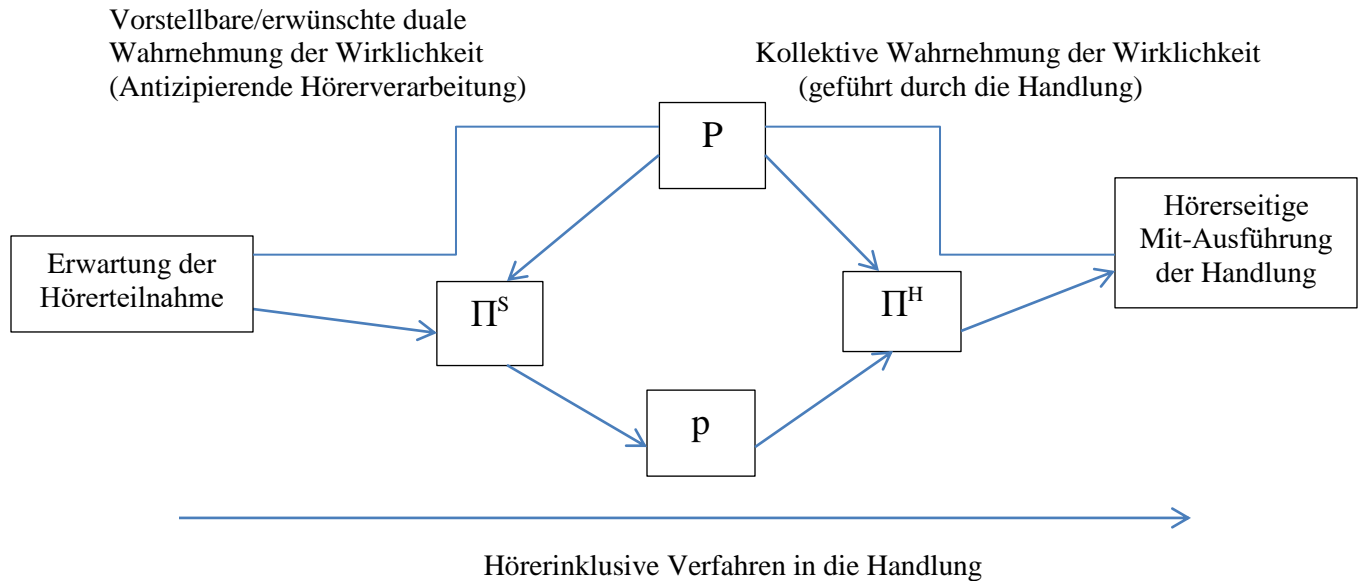 Vorstellbare/erwünschte duale
Wahrnehmung der Wirklichkeit
(Antizipierende Hörerverarbeitung)
Kollektive Wahrnehmung der Wirklichkeit
(geführt durch die Handlung)
P
Erwartung der
Hörerteilnahme
Π^S
Π^H
Hörerseitige
Mit-Ausführung
der Handlung
p
Hörerinklusive Verfahren in die Handlung